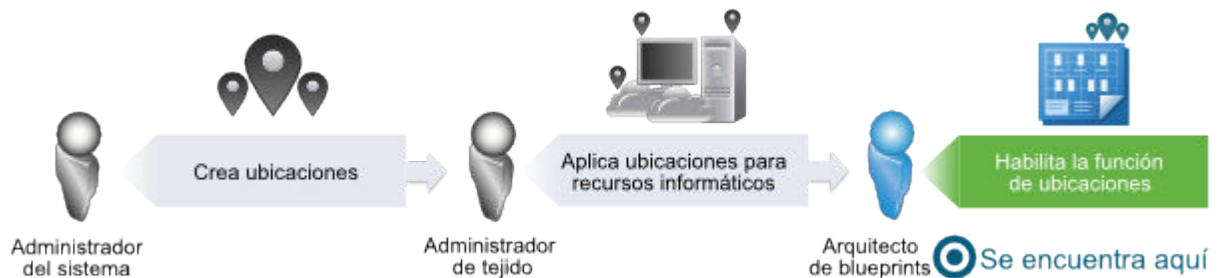 Crea ubicaciones
Aplica ubicaciones para
recursos informáticos
Habilita la función
de ubicaciones
Administrador
del sistema
Administrador
de tejido
Arquitecto
de blueprints
Se encuentra aquí